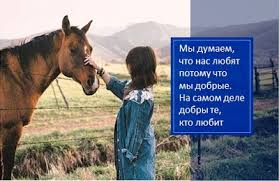 Мы думаем,
что нас любят
потому что
мы добрые.
На самом деле
добры те,
кто любит